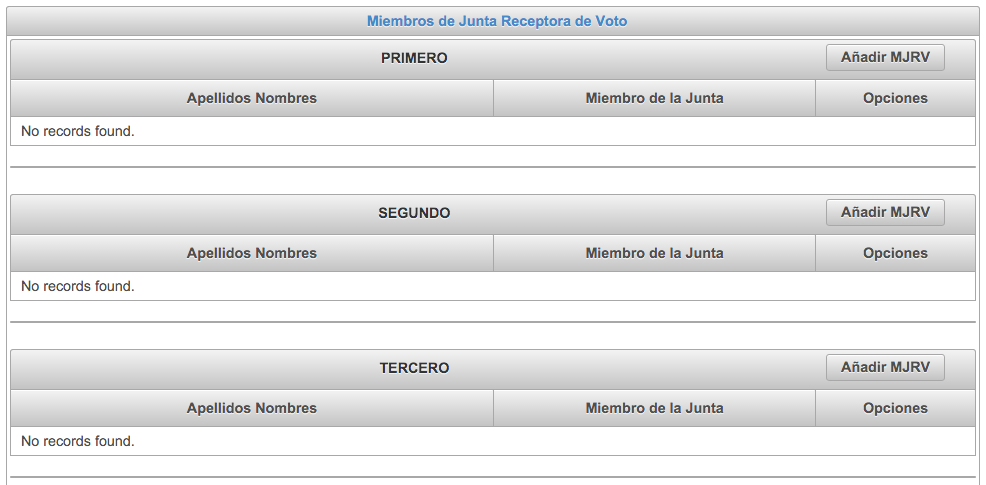 Miembros de Junta Receptora de Voto
PRIMERO Añadir MJRV
Apellidos Nombres Miembro de la Junta Opciones
No records found.
SEGUNDO Añadir MJRV
Apellidos Nombres Miembro de la Junta Opciones
No records found.
TERCERO Añadir MJRV
Apellidos Nombres Miembro de la Junta Opciones
No records found.